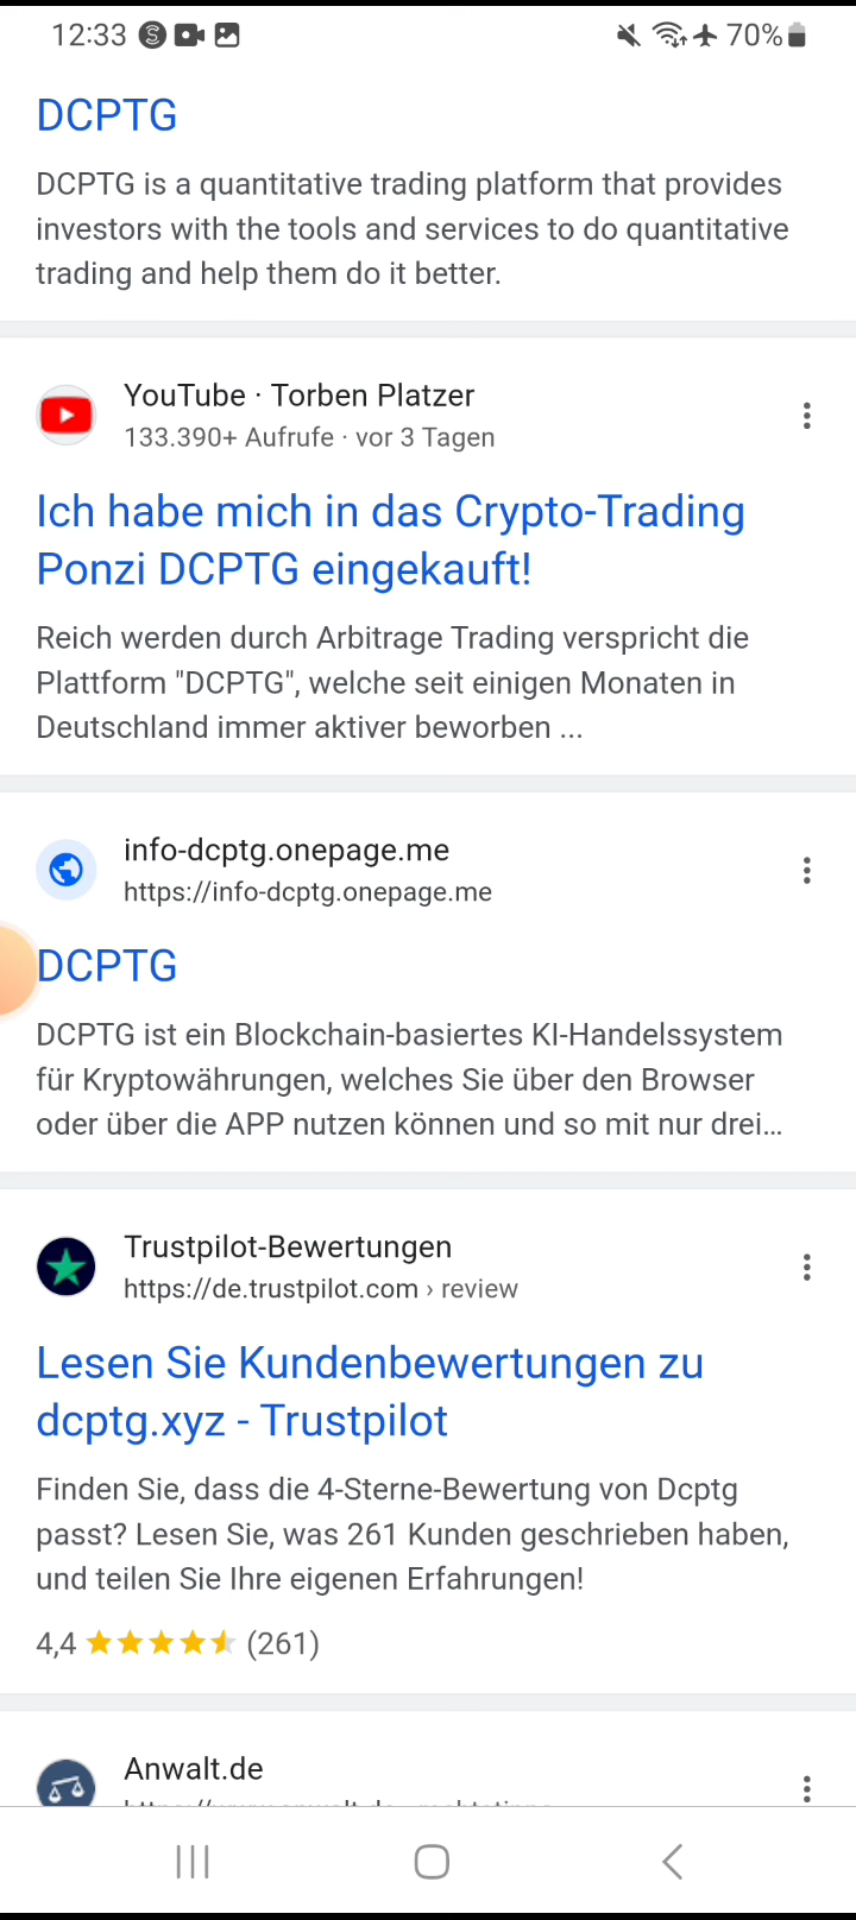 12:33
70%
DCPTG
DCPTG is a quantitative trading platform that provides
investors with the tools and services to do quantitative
trading and help them do it better.
YouTube · Torben Platzer
133.390+ Aufrufe · vor 3 Tagen
Ich habe mich in das Crypto-Trading
Ponzi DCPTG eingekauft!
Reich werden durch Arbitrage Trading verspricht die
Plattform "DCPTG", welche seit einigen Monaten in
Deutschland immer aktiver beworben ...
info-dcptg.onepage.me
https://info-dcptg.onepage.me
DCPTG
DCPTG ist ein Blockchain-basiertes KI-Handelssystem
für Kryptowährungen, welches Sie über den Browser
oder über die APP nutzen können und so mit nur drei...
Trustpilot-Bewertungen
https://de.trustpilot.com › review
Lesen Sie Kundenbewertungen zu
dcptg.xyz - Trustpilot
Finden Sie, dass die 4-Sterne-Bewertung von Dcptg
passt? Lesen Sie, was 261 Kunden geschrieben haben,
und teilen Sie Ihre eigenen Erfahrungen!
4,4 (261)
Anwalt.de